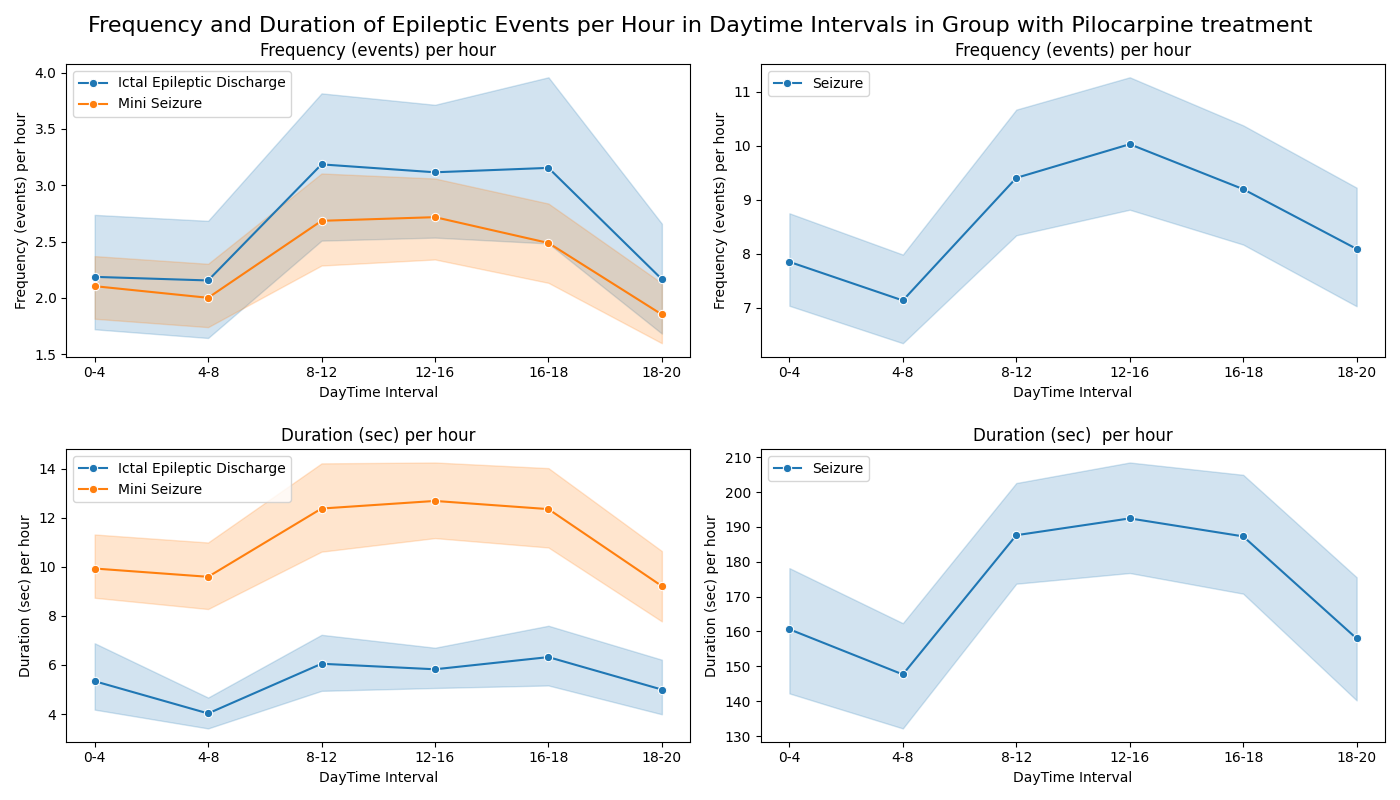 Frequency and Duration of Epileptic Events per Hour in Daytime Intervals in Group with Pilocarpine treatment
Frequency (events) per hour
Ictal Epileptic Discharge
Mini Seizure
Frequency (events) per hour
4.0
3.5
3.0
2.5
2.0
1.5
0-4 4-8 8-12 12-16 16-18 18-20
DayTime Interval
Frequency (events) per hour
Seizure
Frequency (events) per hour
11
10
9
8
7
0-4 4-8 8-12 12-16 16-18 18-20
DayTime Interval
Duration (sec) per hour
Ictal Epileptic Discharge
Mini Seizure
Duration (sec) per hour
14
12
10
8
6
4
0-4 4-8 8-12 12-16 16-18 18-20
DayTime Interval
Duration (sec)  per hour
Seizure
Duration (sec) per hour
210
200
190
180
170
160
150
140
130
0-4 4-8 8-12 12-16 16-18 18-20
DayTime Interval